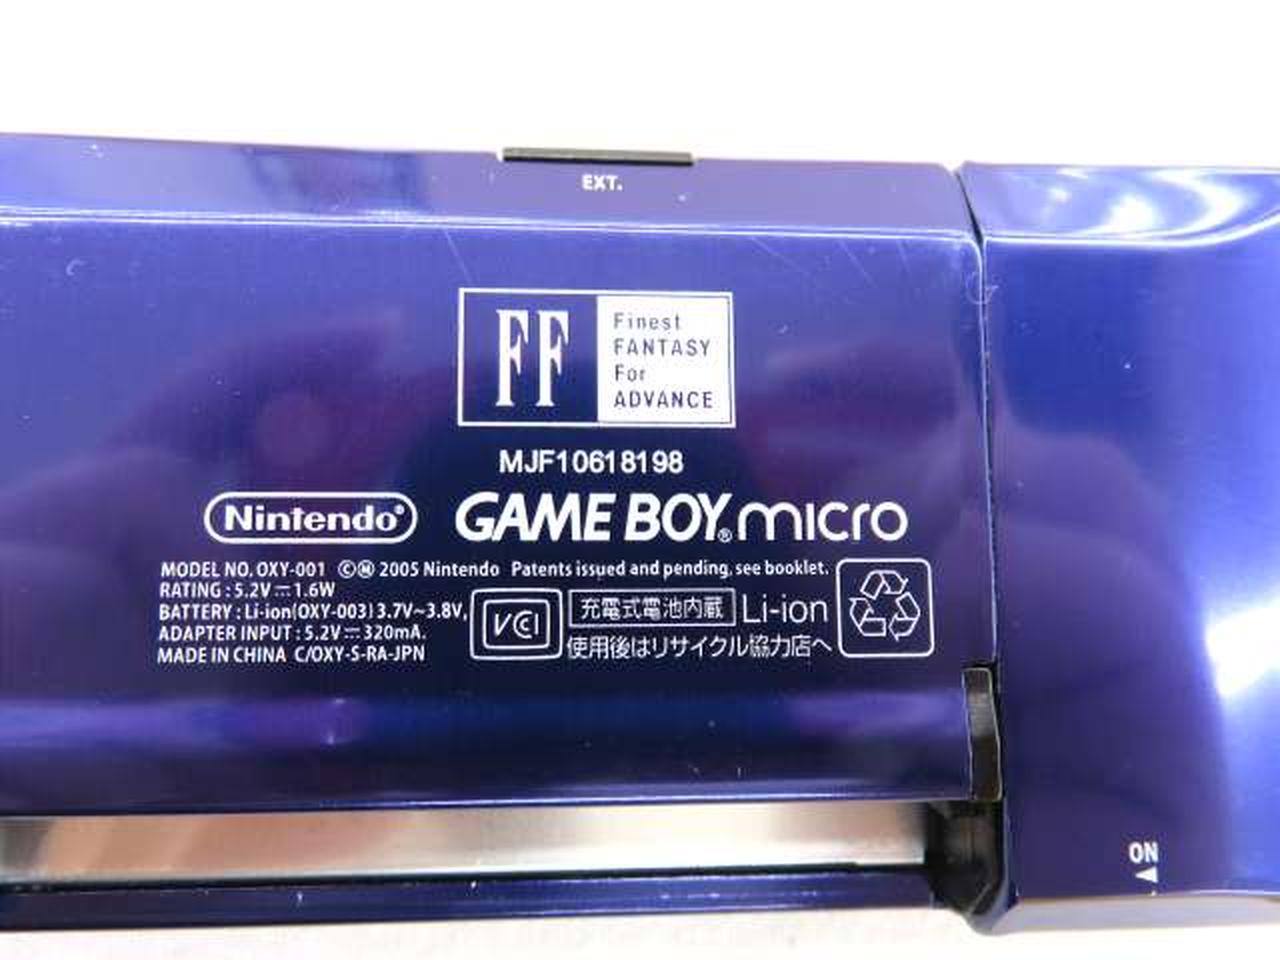 EXT.
FF
Finest
FANTASY
For
ADVANCE
MJF10618198
Nintendo®
GAME BOY® micro
MODEL NO. OXY-001 ©Ⓜ 2005 Nintendo Patents issued and pending, see booklet.
RATING : 5.2V⎓1.6W
BATTERY : Li-ion(OXY-003) 3.7V~3.8V,
ADAPTER INPUT : 5.2V⎓320mA.
MADE IN CHINA C/OXY-S-RA-JPN
VCI
充電式電池内蔵 Li-ion
使用後はリサイクル協力店へ
ON